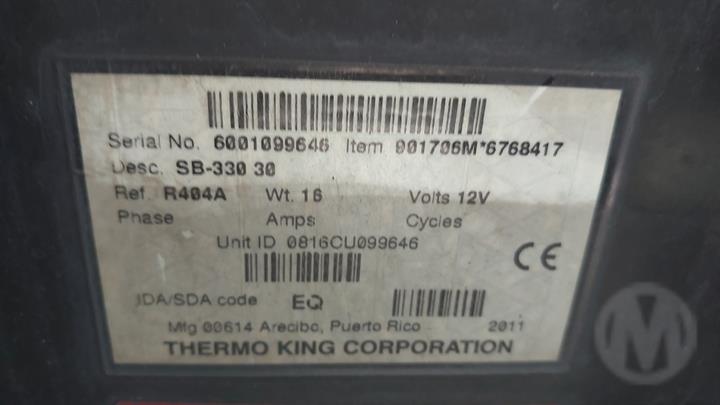 Serial No. 6001099646 Item 901706M*6768417
Desc. SB-330 30
Ref. R404A Wt. 16 Volts 12V
Phase Amps Cycles
Unit ID 0816CU099646
CE
IDA/SDA code EQ
Mfg 00614 Arecibo, Puerto Rico 2011
THERMO KING CORPORATION
M